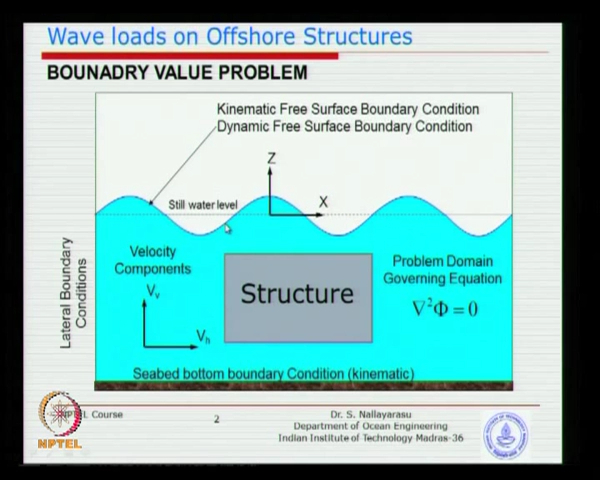 Wave loads on Offshore Structures
BOUNADRY VALUE PROBLEM
Kinematic Free Surface Boundary Condition
Dynamic Free Surface Boundary Condition
Z
Still water level
X
Lateral Boundary
Conditions
Velocity
Components
Vv
Vh
Structure
Problem Domain
Governing Equation
∇²Φ = 0
Seabed bottom boundary Condition (kinematic)
NPTEL Course
2
Dr. S. Nallayarasu
Department of Ocean Engineering
Indian Institute of Technology Madras-36
NPTEL